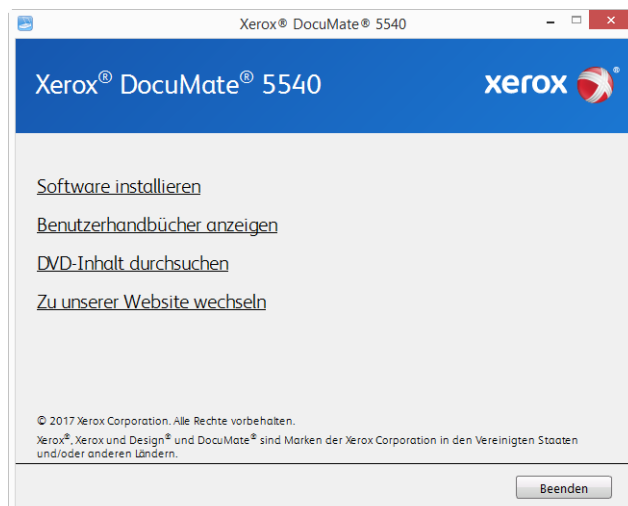 Xerox® DocuMate® 5540
Xerox® DocuMate® 5540
xerox ®
Software installieren
Benutzerhandbücher anzeigen
DVD-Inhalt durchsuchen
Zu unserer Website wechseln
© 2017 Xerox Corporation. Alle Rechte vorbehalten.
Xerox®, Xerox und Design® und DocuMate® sind Marken der Xerox Corporation in den Vereinigten Staaten
und/oder anderen Ländern.
Beenden